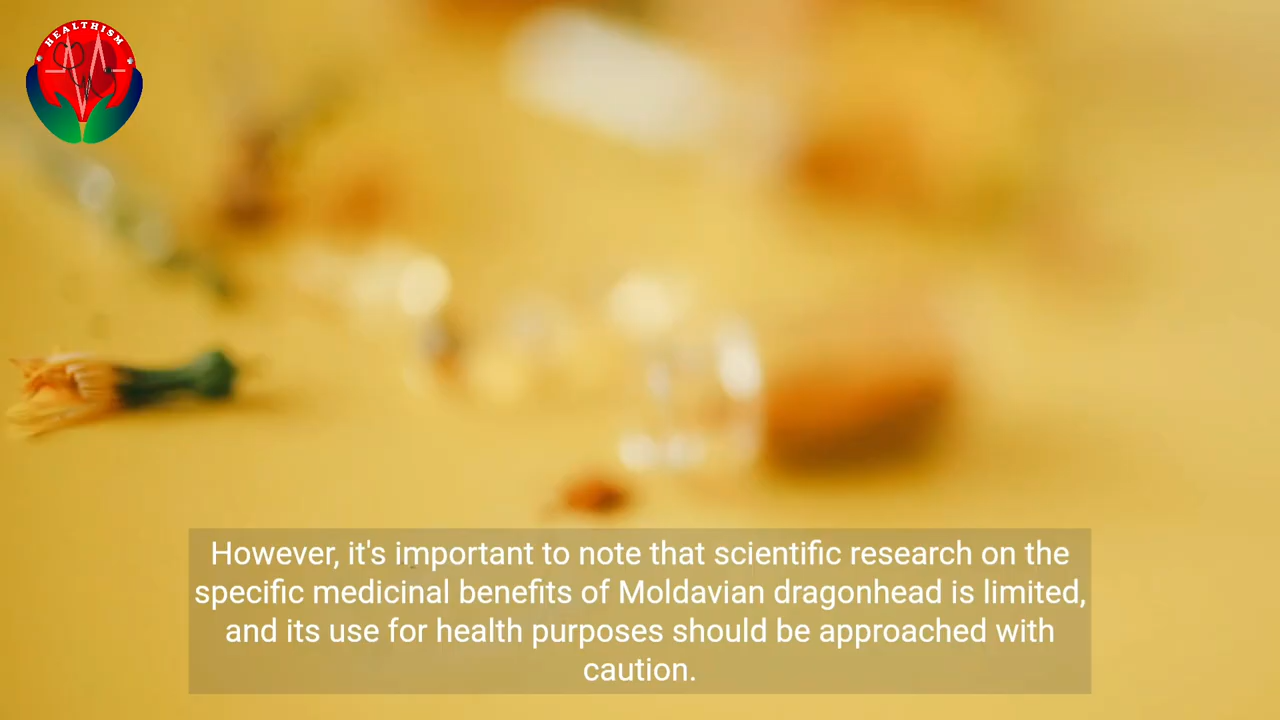 HEALTHISM
However, it's important to note that scientific research on the
specific medicinal benefits of Moldavian dragonhead is limited,
and its use for health purposes should be approached with
caution.